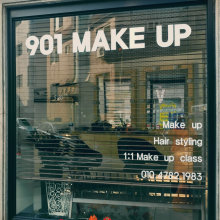 901 MAKE UP
Make up
Hair styling
1:1 Make up class
010 4782 1983